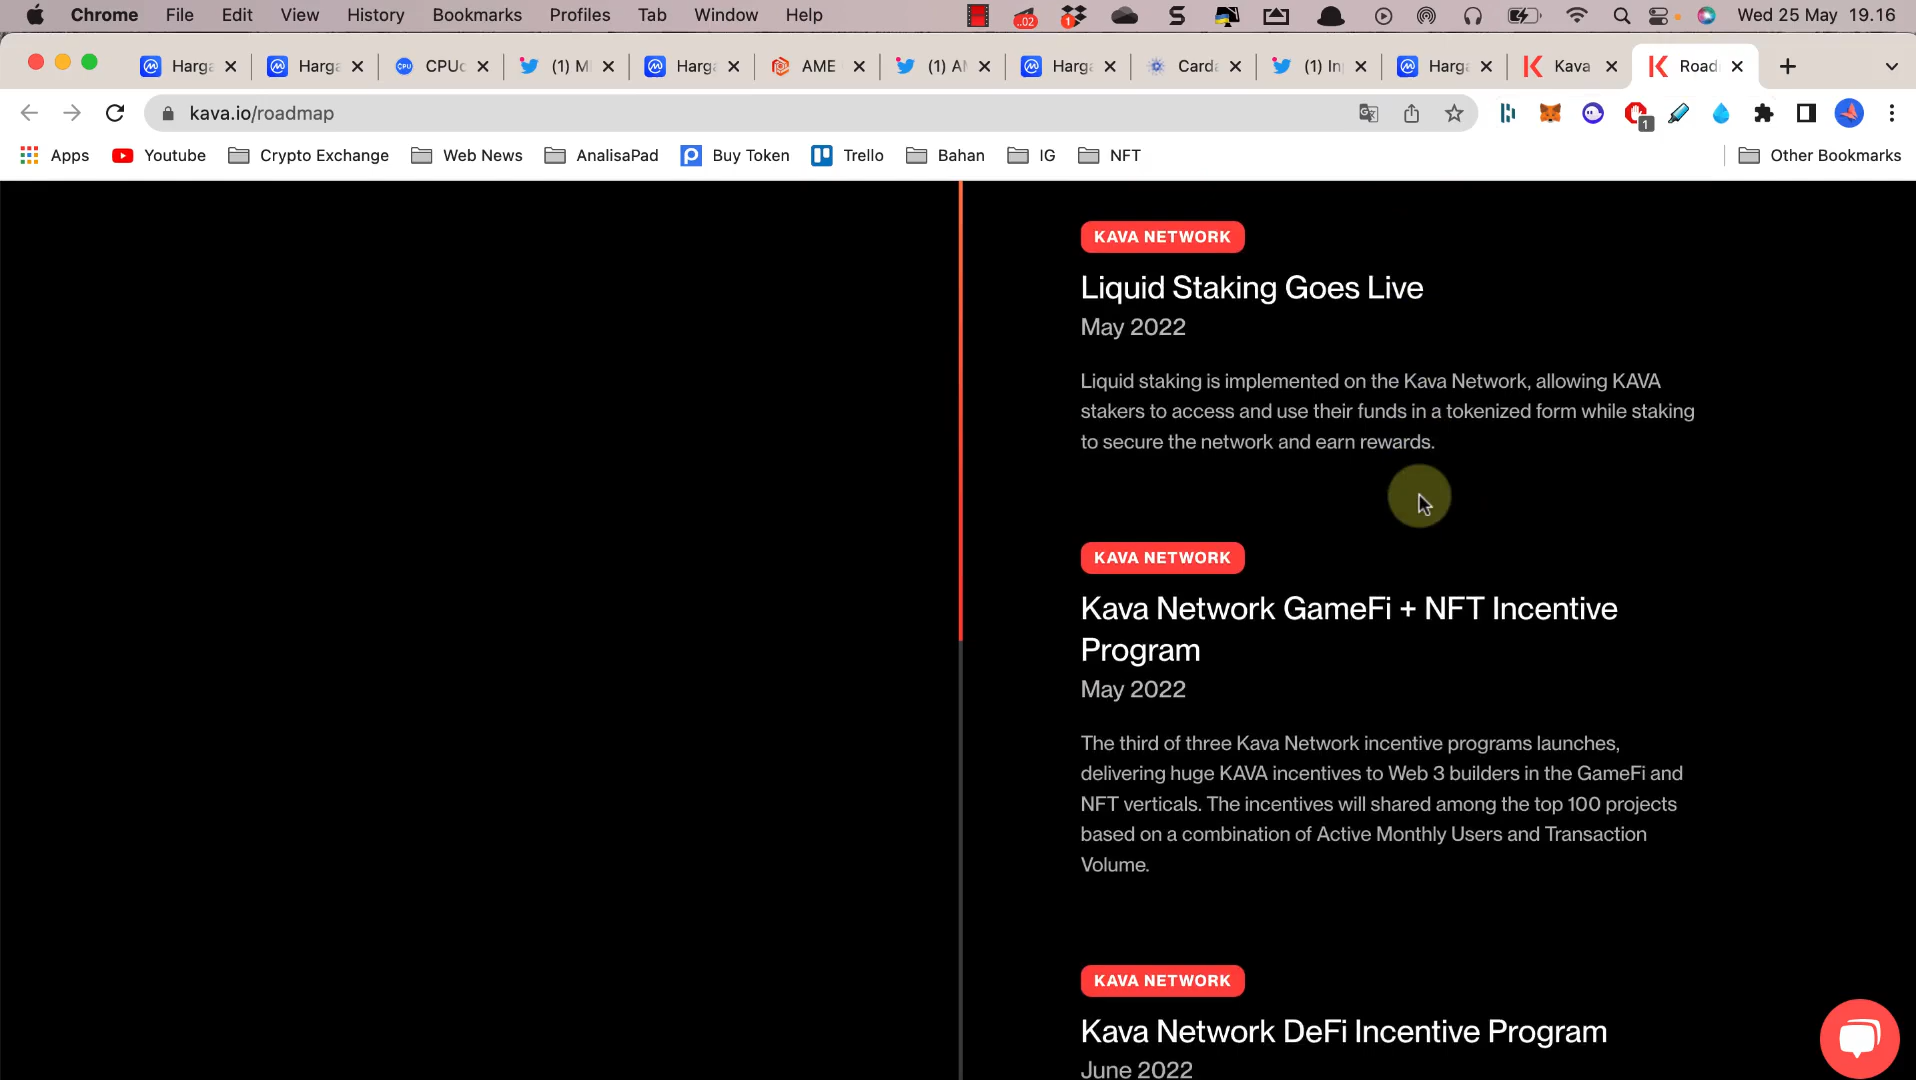 Chrome File Edit View History Bookmarks Profiles Tab Window Help ..02 1 Wed 25 May 19.16
Harga Harga CPUc (1) M Harga AME (1) A Harga Carda (1) In Harga Kava Road
kava.io/roadmap 1
Apps Youtube Crypto Exchange Web News AnalisaPad Buy Token Trello Bahan IG NFT Other Bookmarks
KAVA NETWORK
Liquid Staking Goes Live
May 2022
Liquid staking is implemented on the Kava Network, allowing KAVA
stakers to access and use their funds in a tokenized form while staking
to secure the network and earn rewards.
KAVA NETWORK
Kava Network GameFi + NFT Incentive
Program
May 2022
The third of three Kava Network incentive programs launches,
delivering huge KAVA incentives to Web 3 builders in the GameFi and
NFT verticals. The incentives will shared among the top 100 projects
based on a combination of Active Monthly Users and Transaction
Volume.
KAVA NETWORK
Kava Network DeFi Incentive Program
June 2022